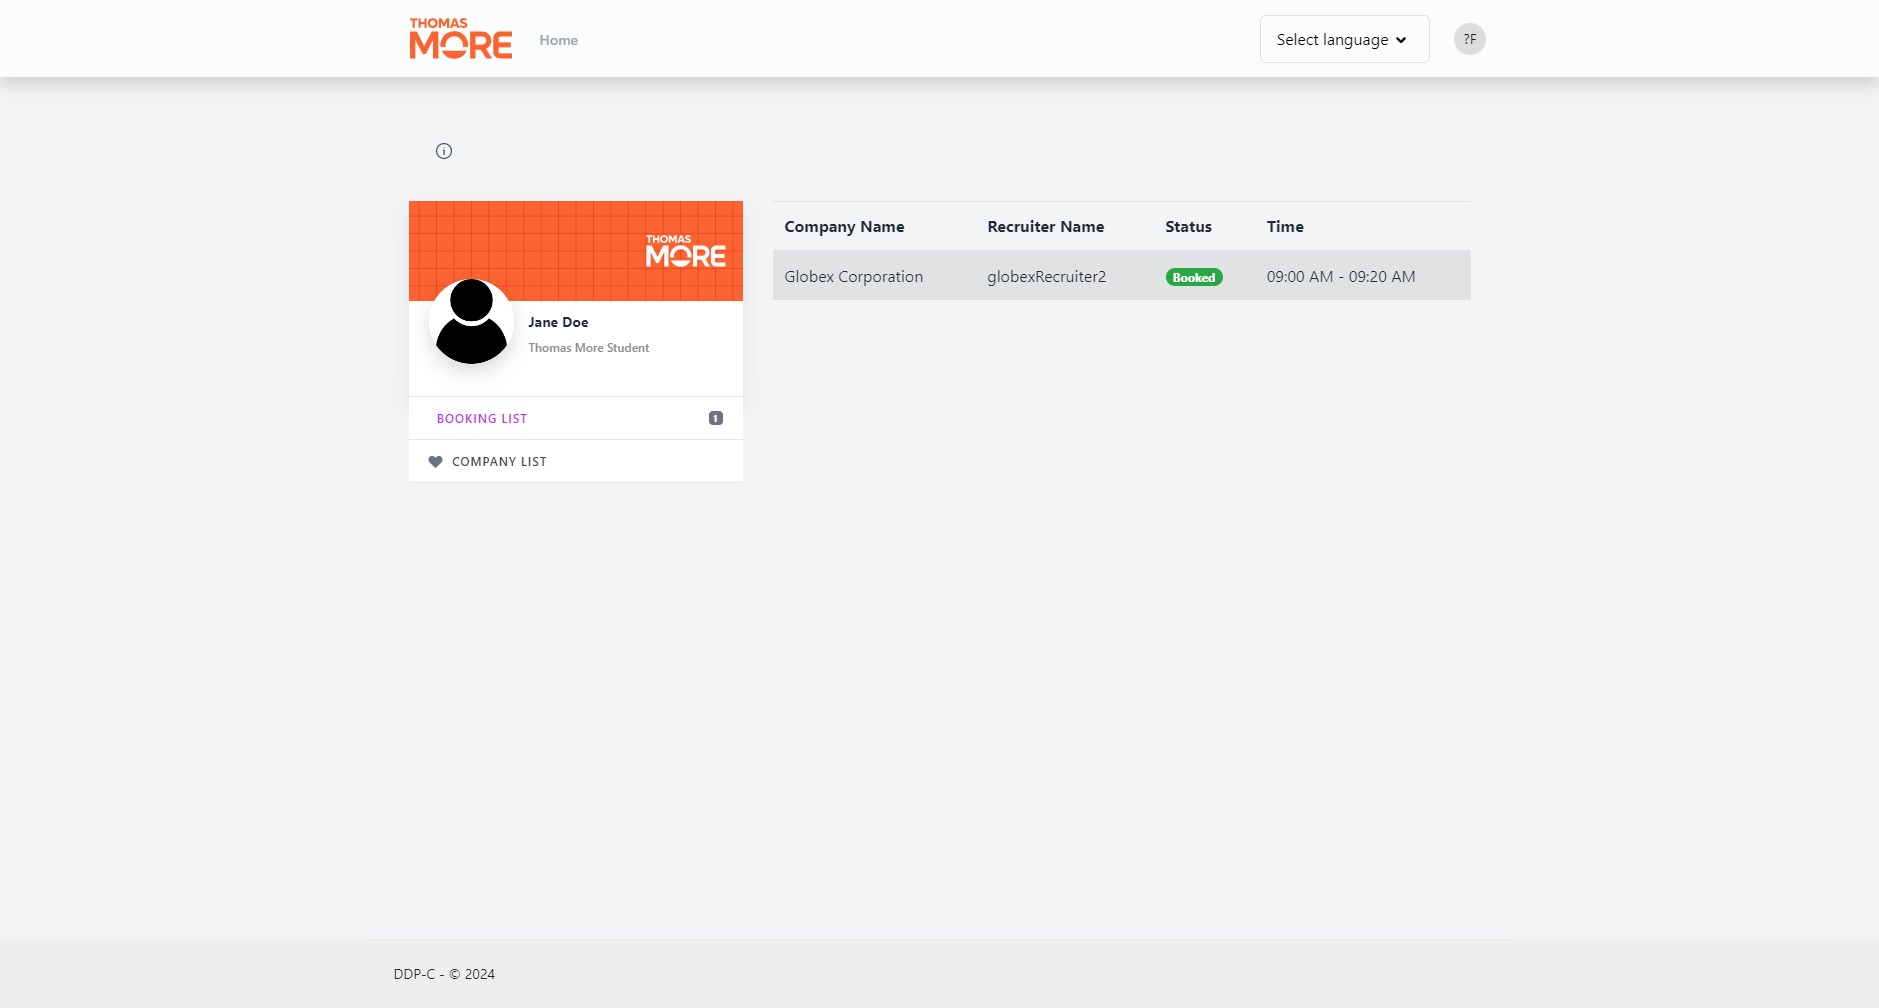 THOMAS
MORE
Home
Select language
?F
THOMAS
MORE
Jane Doe
Thomas More Student
BOOKING LIST
1
COMPANY LIST
Company Name Recruiter Name Status Time
Globex Corporation globexRecruiter2 Booked 09:00 AM - 09:20 AM
DDP-C - © 2024